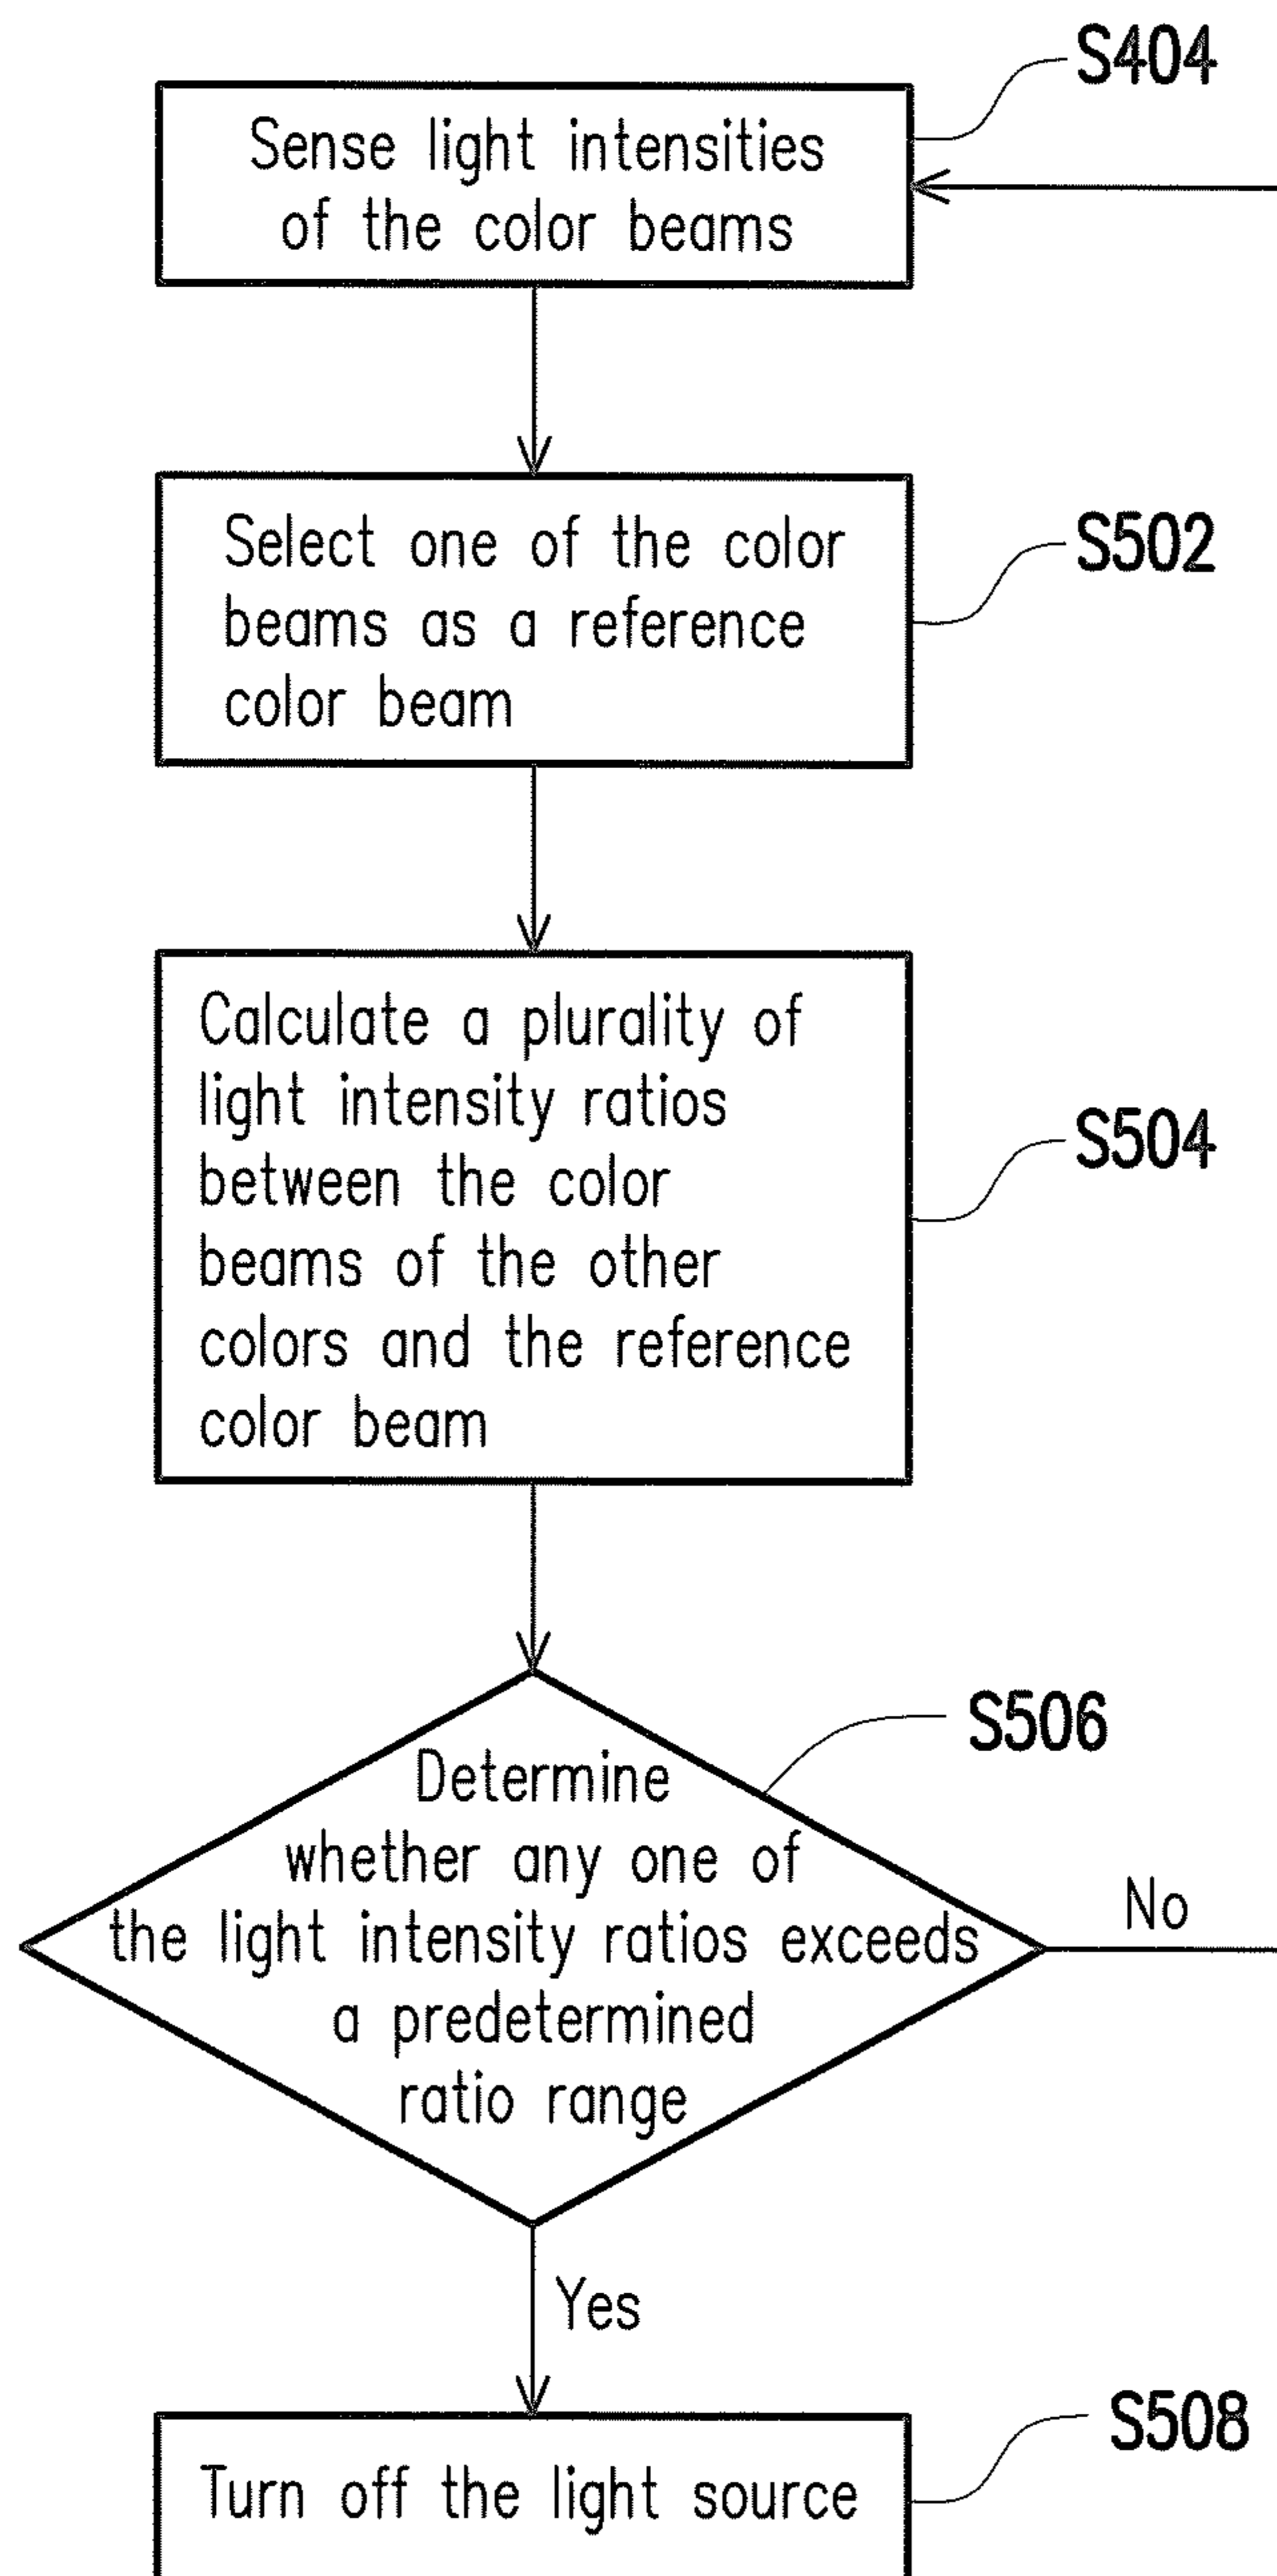 S404
Sense light intensities
of the color beams
Select one of the color
beams as a reference
color beam
S502
Calculate a plurality of
light intensity ratios
between the color
beams of the other
colors and the reference
color beam
S504
S506
Determine
whether any one of
the light intensity ratios exceeds
a predetermined
ratio range
No
Yes
S508
Turn off the light source